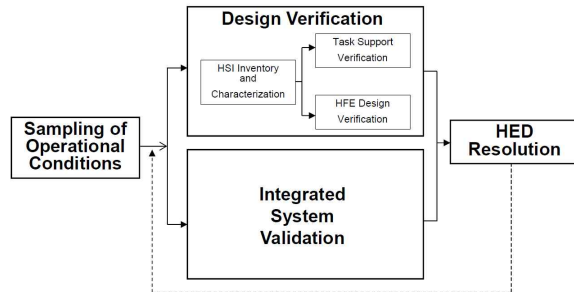 Design Verification
HSI Inventory
and
Characterization
Task Support
Verification
HFE Design
Verification
Sampling of
Operational
Conditions
HED
Resolution
Integrated
System
Validation